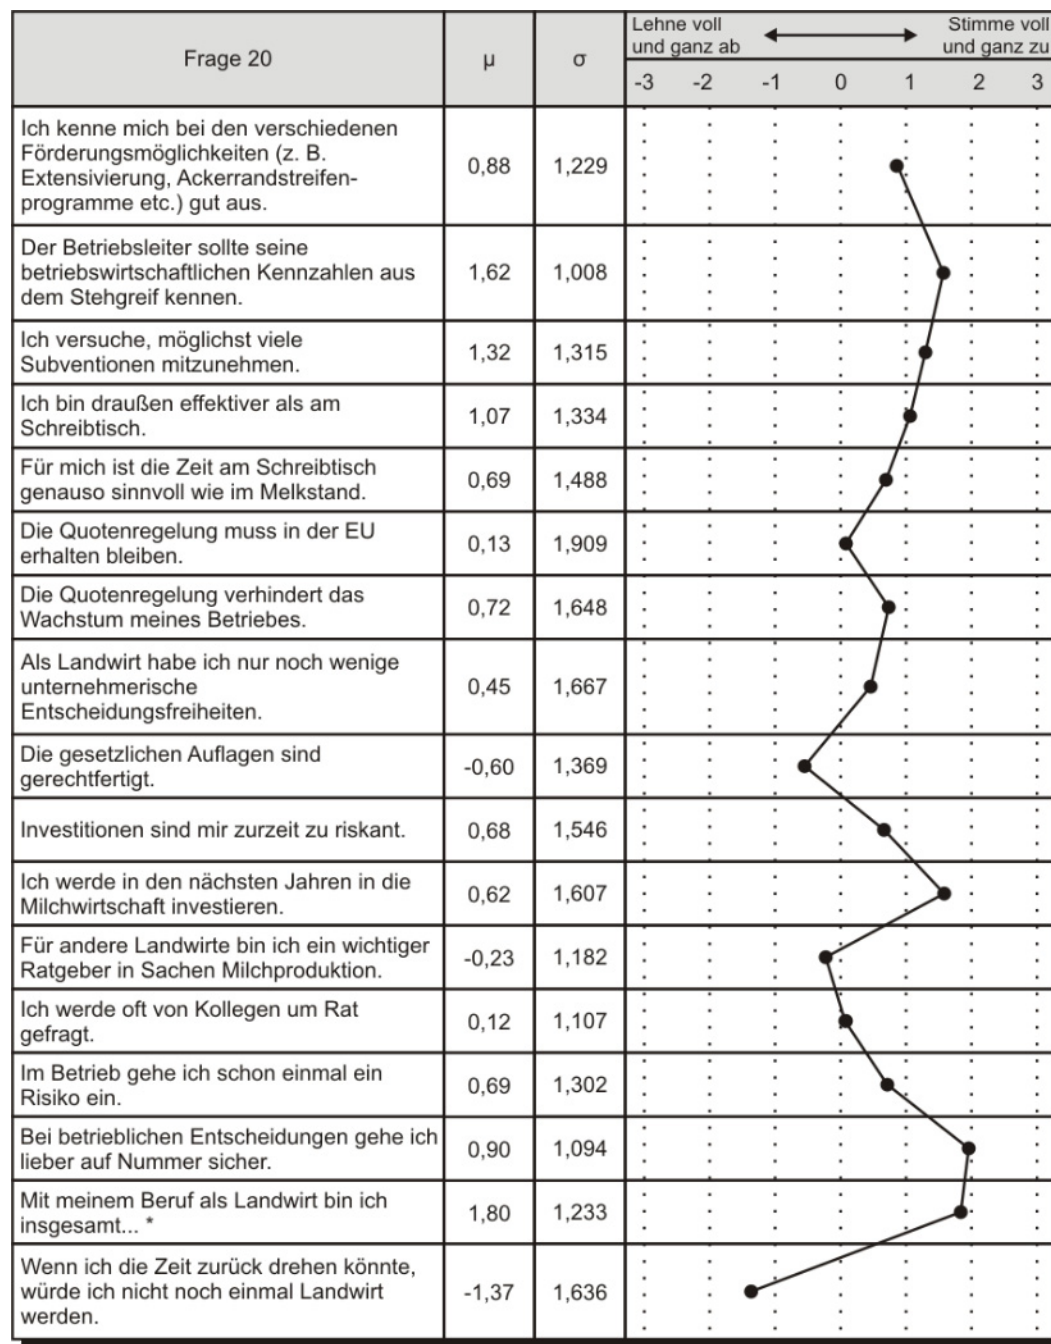 Frage 20
µ
σ
Lehne voll
und ganz ab
Stimme voll
und ganz zu
-3 -2 -1 0 1 2 3
Ich kenne mich bei den verschiedenen
Förderungsmöglichkeiten (z. B.
Extensivierung, Ackerrandstreifen-
programme etc.) gut aus.
0,88 1,229
Der Betriebsleiter sollte seine
betriebswirtschaftlichen Kennzahlen aus
dem Stehgreif kennen.
1,62 1,008
Ich versuche, möglichst viele
Subventionen mitzunehmen.
1,32 1,315
Ich bin draußen effektiver als am
Schreibtisch.
1,07 1,334
Für mich ist die Zeit am Schreibtisch
genauso sinnvoll wie im Melkstand.
0,69 1,488
Die Quotenregelung muss in der EU
erhalten bleiben.
0,13 1,909
Die Quotenregelung verhindert das
Wachstum meines Betriebes.
0,72 1,648
Als Landwirt habe ich nur noch wenige
unternehmerische
Entscheidungsfreiheiten.
0,45 1,667
Die gesetzlichen Auflagen sind
gerechtfertigt.
-0,60 1,369
Investitionen sind mir zurzeit zu riskant.
0,68 1,546
Ich werde in den nächsten Jahren in die
Milchwirtschaft investieren.
0,62 1,607
Für andere Landwirte bin ich ein wichtiger
Ratgeber in Sachen Milchproduktion.
-0,23 1,182
Ich werde oft von Kollegen um Rat
gefragt.
0,12 1,107
Im Betrieb gehe ich schon einmal ein
Risiko ein.
0,69 1,302
Bei betrieblichen Entscheidungen gehe ich
lieber auf Nummer sicher.
0,90 1,094
Mit meinem Beruf als Landwirt bin ich
insgesamt... *
1,80 1,233
Wenn ich die Zeit zurück drehen könnte,
würde ich nicht noch einmal Landwirt
werden.
-1,37 1,636